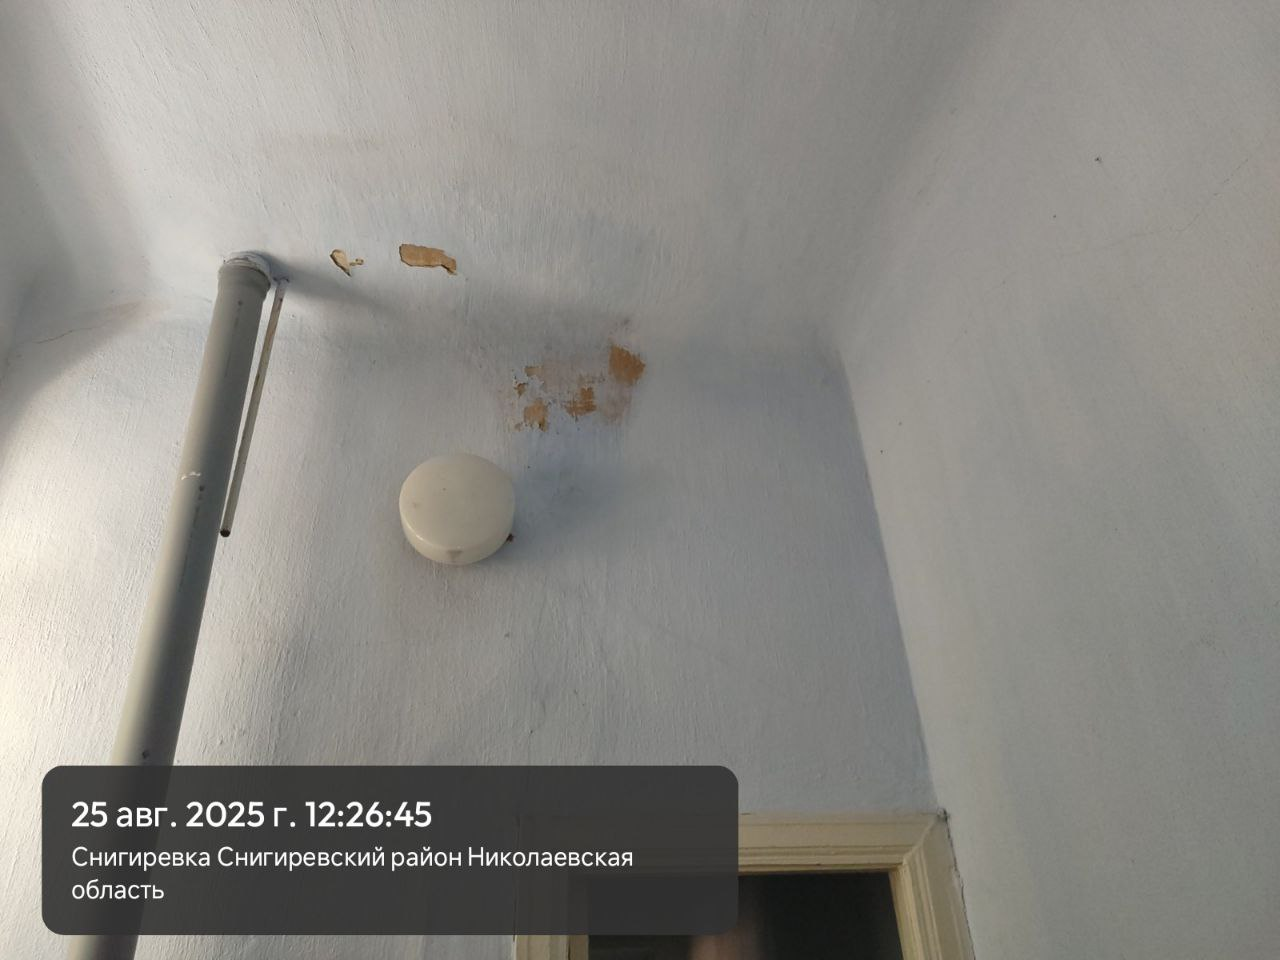 25 авг. 2025 г. 12:26:45
Снигиревка Снигиревский район Николаевская
область